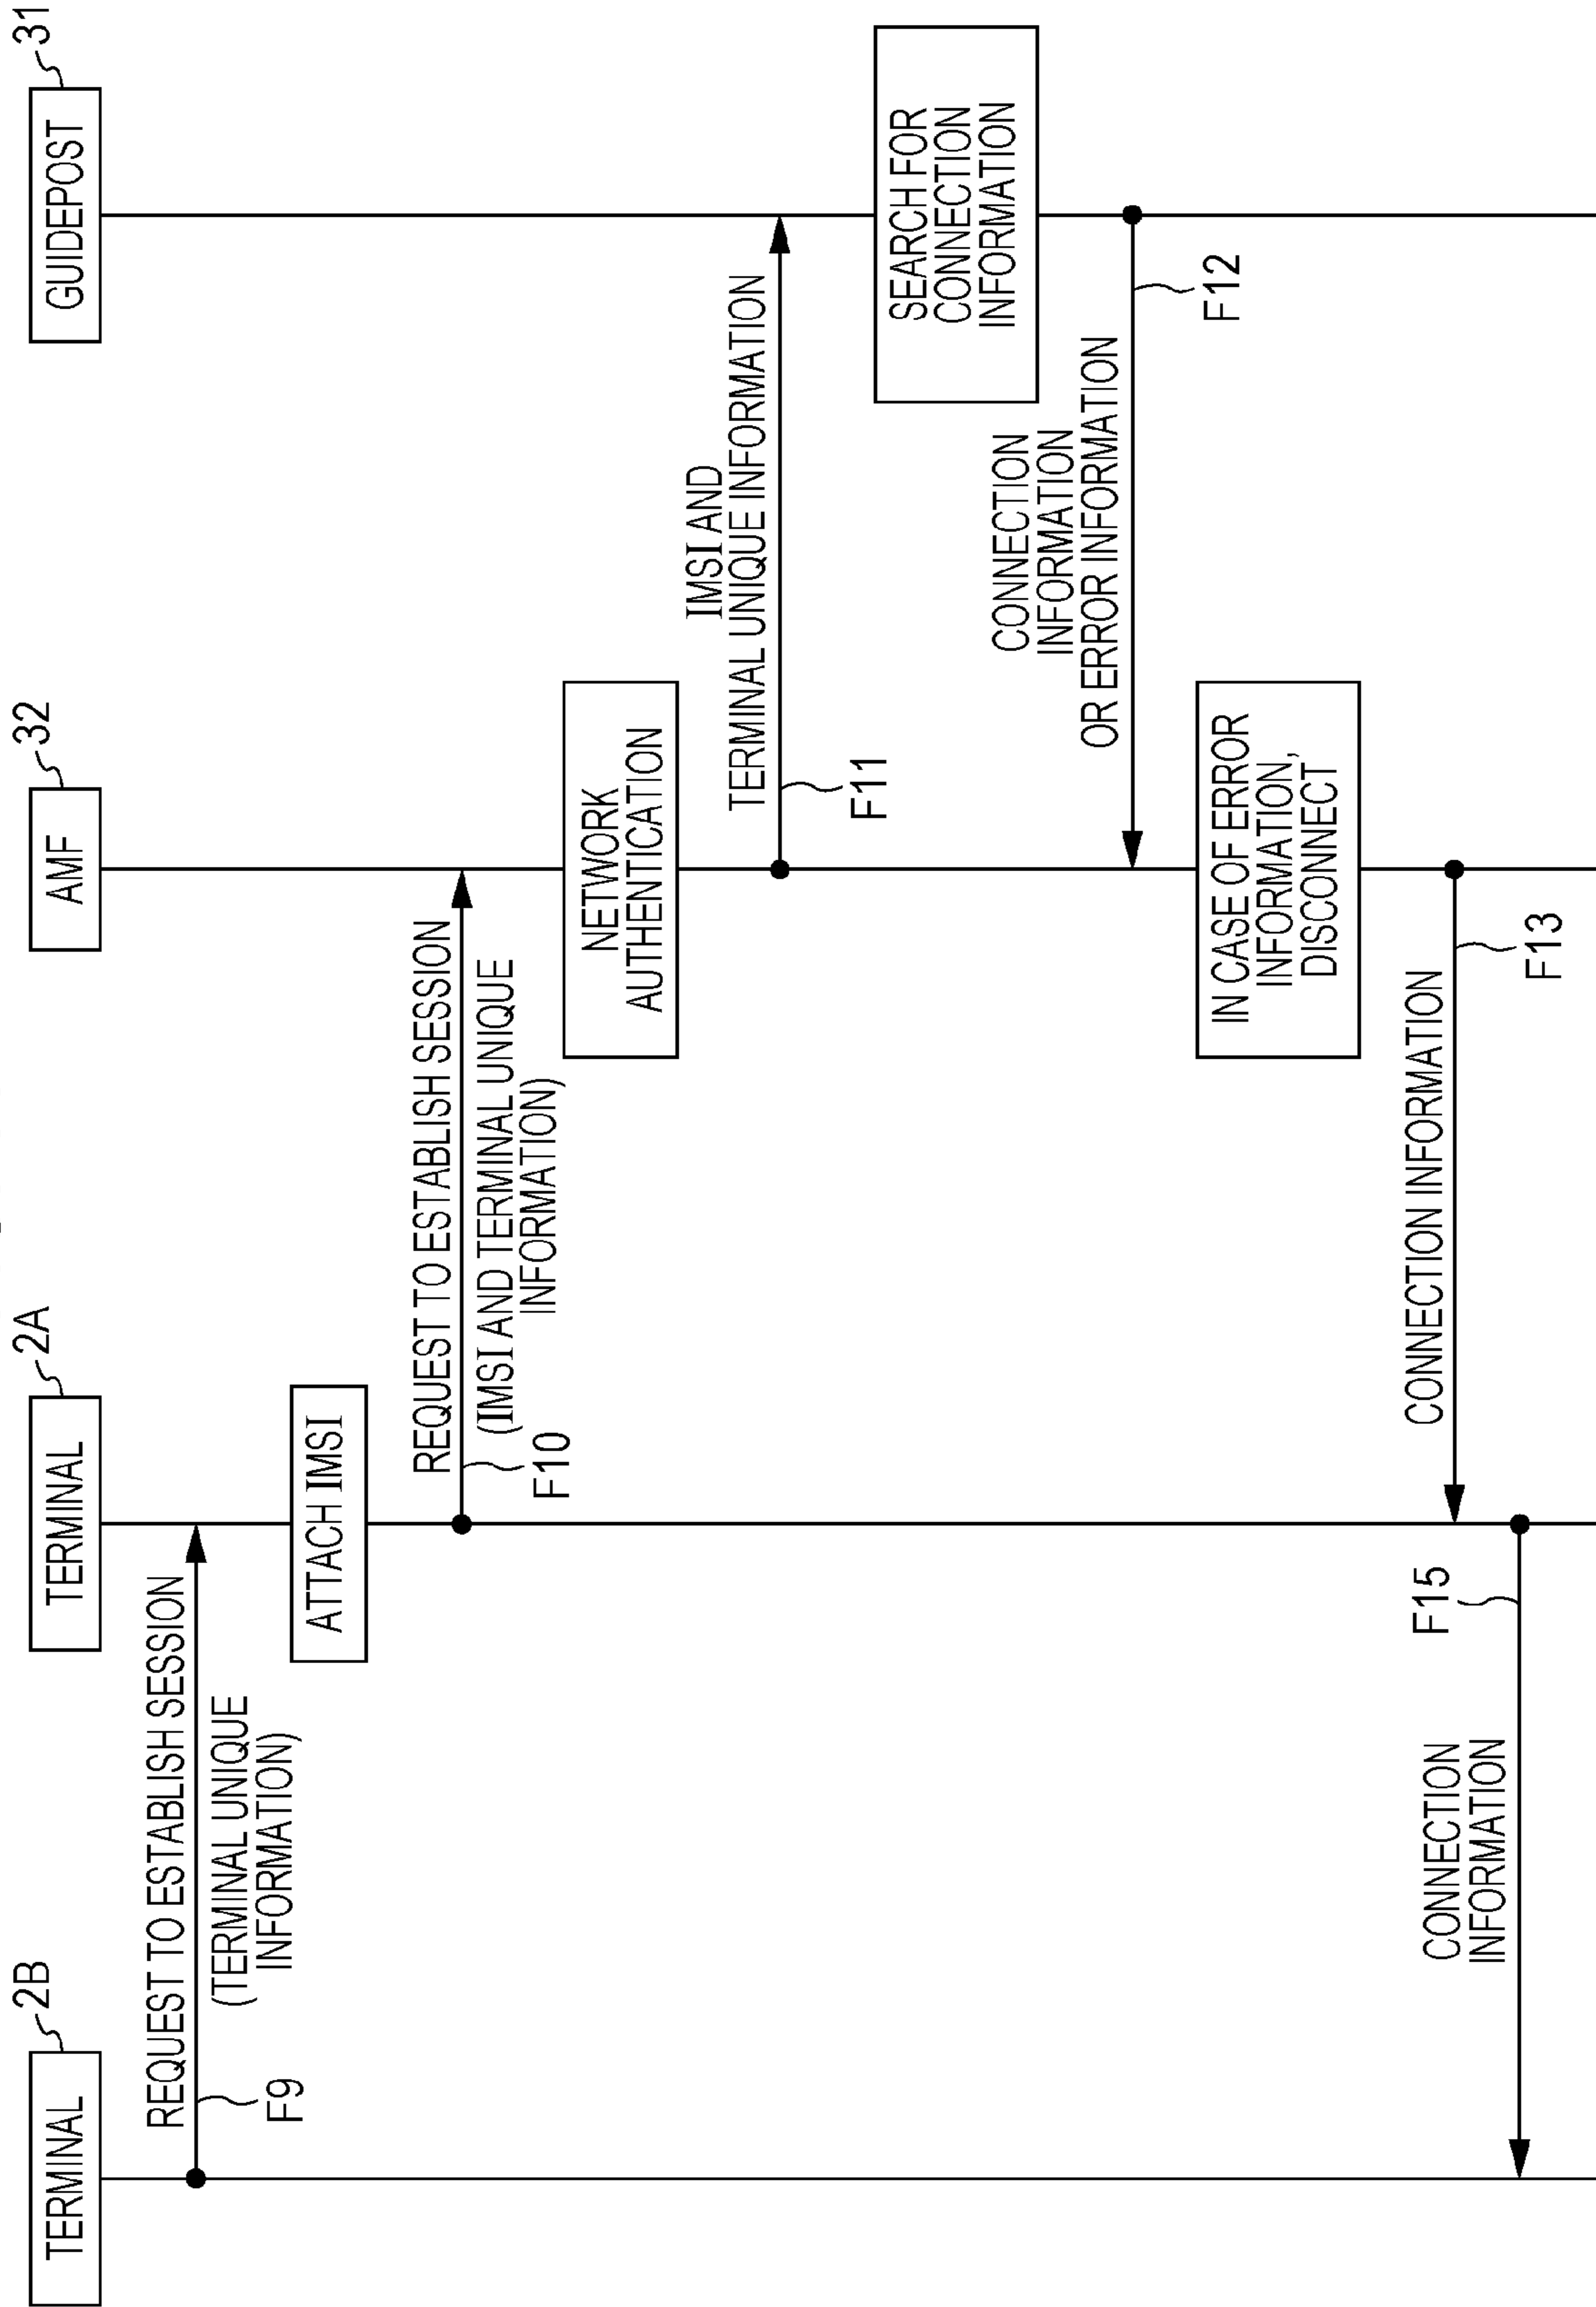 TERMINAL
2B
TERMINAL
2A
AMF
32
GUIDEPOST
31
REQUEST TO ESTABLISH SESSION
(TERMINAL UNIQUE
INFORMATION)
F9
ATTACH IMSI
REQUEST TO ESTABLISH SESSION
(IMSI AND TERMINAL UNIQUE
INFORMATION)
F10
NETWORK
AUTHENTICATION
IMSI AND
TERMINAL UNIQUE INFORMATION
F11
SEARCH FOR
CONNECTION
INFORMATION
CONNECTION
INFORMATION
OR ERROR INFORMATION
F12
IN CASE OF ERROR
INFORMATION,
DISCONNECT
CONNECTION INFORMATION
F13
CONNECTION
INFORMATION
F15